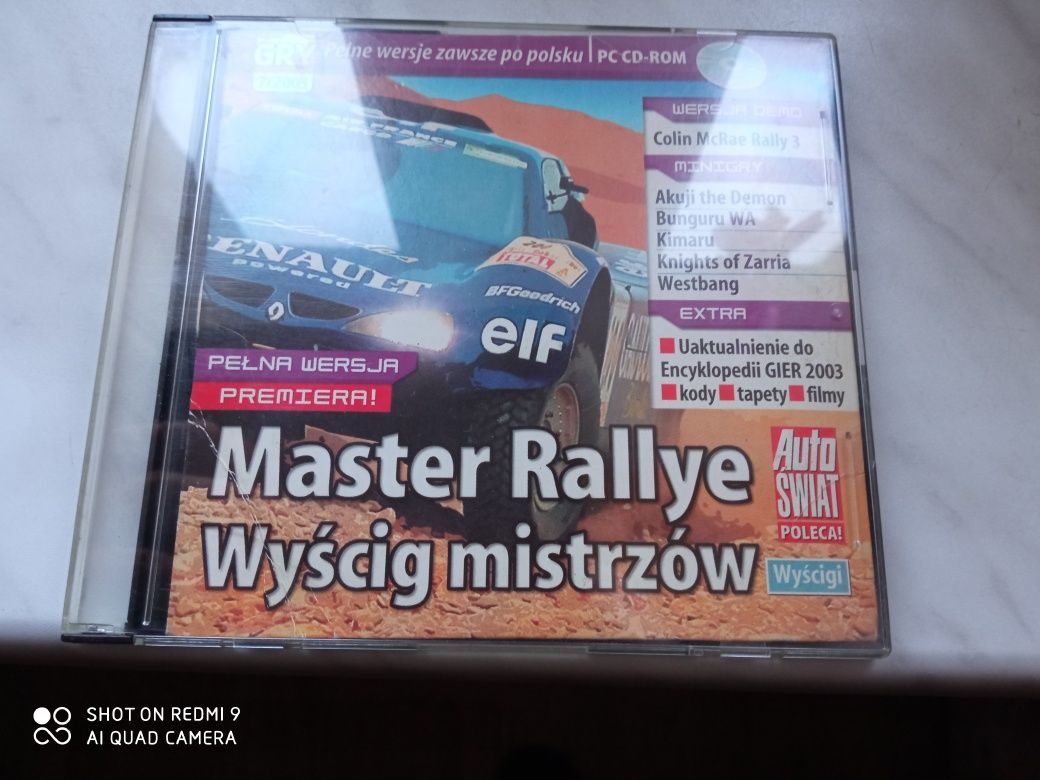 GRY
Pełne wersje zawsze po polsku | PC CD-ROM
WERSJA DEMO
Colin McRae Rally 3
MINIGRY
Akuji the Demon
Bunguru WA
Kimaru
Knights of Zarria
Westbang
EXTRA
Uaktualnienie do
Encyklopedii GIER 2003
kody tapety filmy
AIR FRANCE
RENAULT
Powered
TOTAL
BFGoodrich
elf
PEŁNA WERSJA
PREMIERA!
Master Rallye
Wyścig mistrzów
Auto
ŚWIAT
POLECA!
Wyścigi
SHOT ON REDMI 9
AI QUAD CAMERA